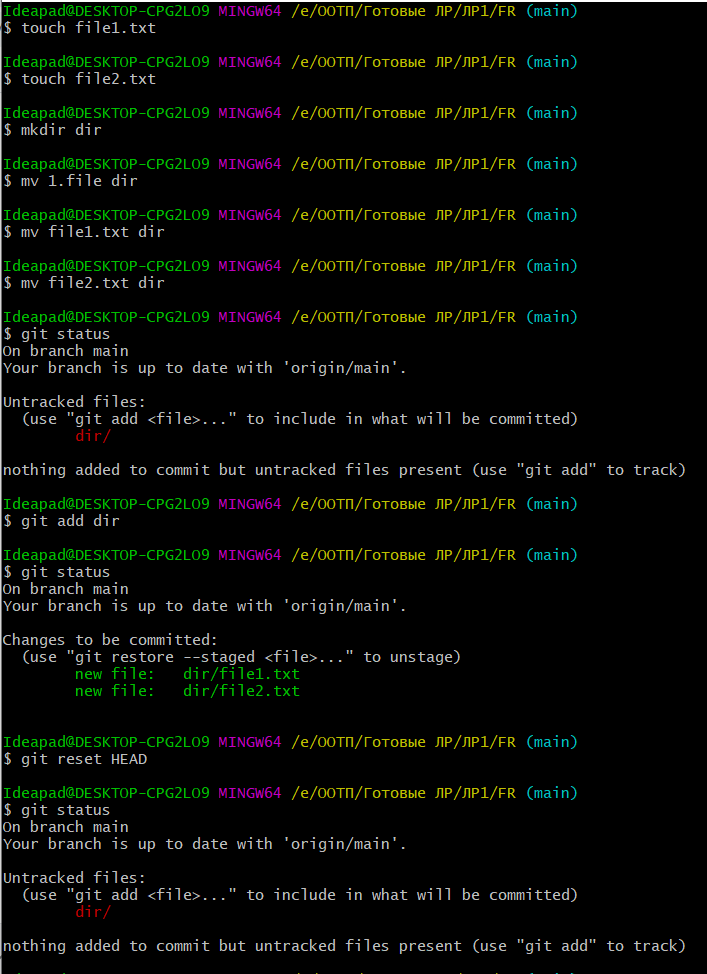 Ideapad@DESKTOP-CPG2LO9 MINGW64 /e/ООТП/Готовые ЛР/ЛР1/FR (main)
$ touch file1.txt
Ideapad@DESKTOP-CPG2LO9 MINGW64 /e/ООТП/Готовые ЛР/ЛР1/FR (main)
$ touch file2.txt
Ideapad@DESKTOP-CPG2LO9 MINGW64 /e/ООТП/Готовые ЛР/ЛР1/FR (main)
$ mkdir dir
Ideapad@DESKTOP-CPG2LO9 MINGW64 /e/ООТП/Готовые ЛР/ЛР1/FR (main)
$ mv 1.file dir
Ideapad@DESKTOP-CPG2LO9 MINGW64 /e/ООТП/Готовые ЛР/ЛР1/FR (main)
$ mv file1.txt dir
Ideapad@DESKTOP-CPG2LO9 MINGW64 /e/ООТП/Готовые ЛР/ЛР1/FR (main)
$ mv file2.txt dir
Ideapad@DESKTOP-CPG2LO9 MINGW64 /e/ООТП/Готовые ЛР/ЛР1/FR (main)
$ git status
On branch main
Your branch is up to date with 'origin/main'.
Untracked files:
(use "git add <file>..." to include in what will be committed)
dir/
nothing added to commit but untracked files present (use "git add" to track)
Ideapad@DESKTOP-CPG2LO9 MINGW64 /e/ООТП/Готовые ЛР/ЛР1/FR (main)
$ git add dir
Ideapad@DESKTOP-CPG2LO9 MINGW64 /e/ООТП/Готовые ЛР/ЛР1/FR (main)
$ git status
On branch main
Your branch is up to date with 'origin/main'.
Changes to be committed:
(use "git restore --staged <file>..." to unstage)
new file:   dir/file1.txt
new file:   dir/file2.txt
Ideapad@DESKTOP-CPG2LO9 MINGW64 /e/ООТП/Готовые ЛР/ЛР1/FR (main)
$ git reset HEAD
Ideapad@DESKTOP-CPG2LO9 MINGW64 /e/ООТП/Готовые ЛР/ЛР1/FR (main)
$ git status
On branch main
Your branch is up to date with 'origin/main'.
Untracked files:
(use "git add <file>..." to include in what will be committed)
dir/
nothing added to commit but untracked files present (use "git add" to track)